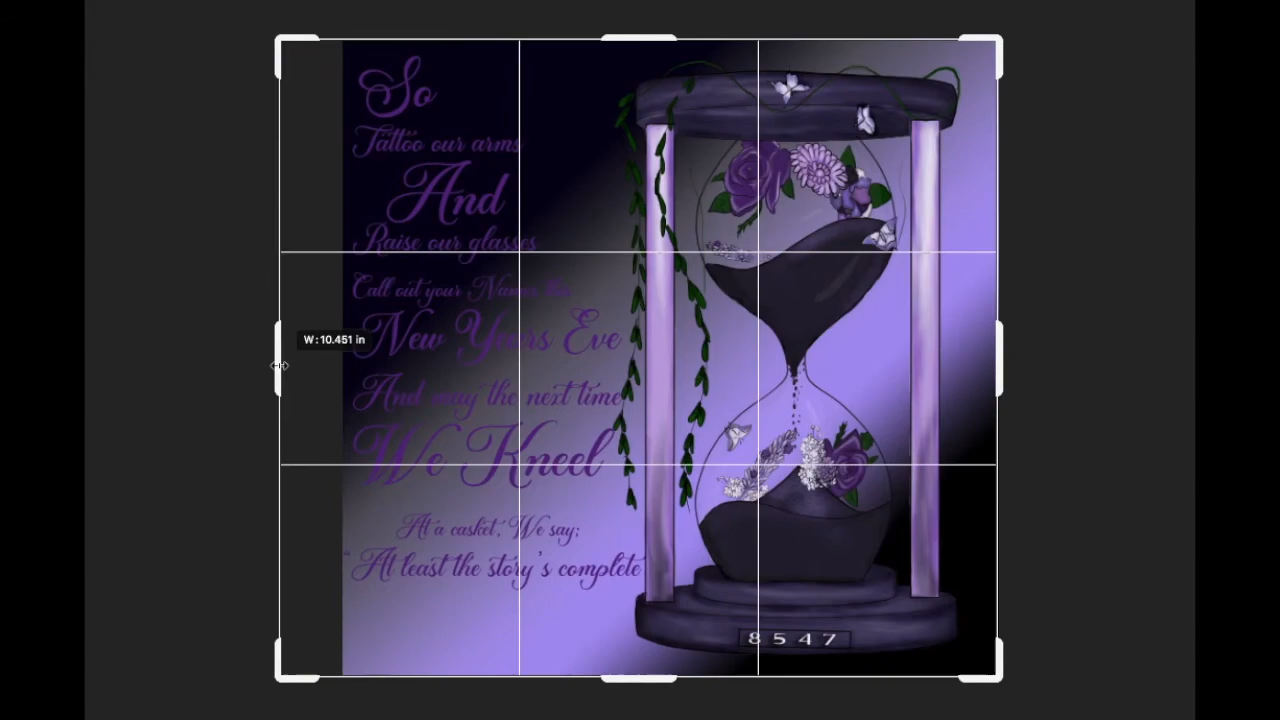 So
Tattoo our arms
And
Raise our glasses
Call out your Names this
New Years Eve
And may the next time
We Kneel
At a casket, We say;
"At least the story's complete
W: 10.451 in
8547